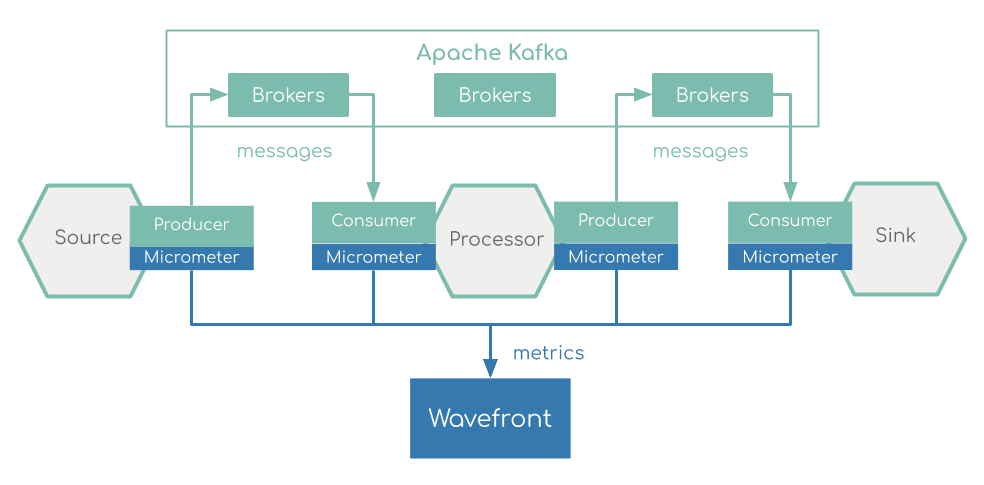 Apache Kafka
Brokers
Brokers
Brokers
messages
messages
Source
Producer
Micrometer
Consumer
Micrometer
Processor
Producer
Micrometer
Consumer
Micrometer
Sink
metrics
Wavefront